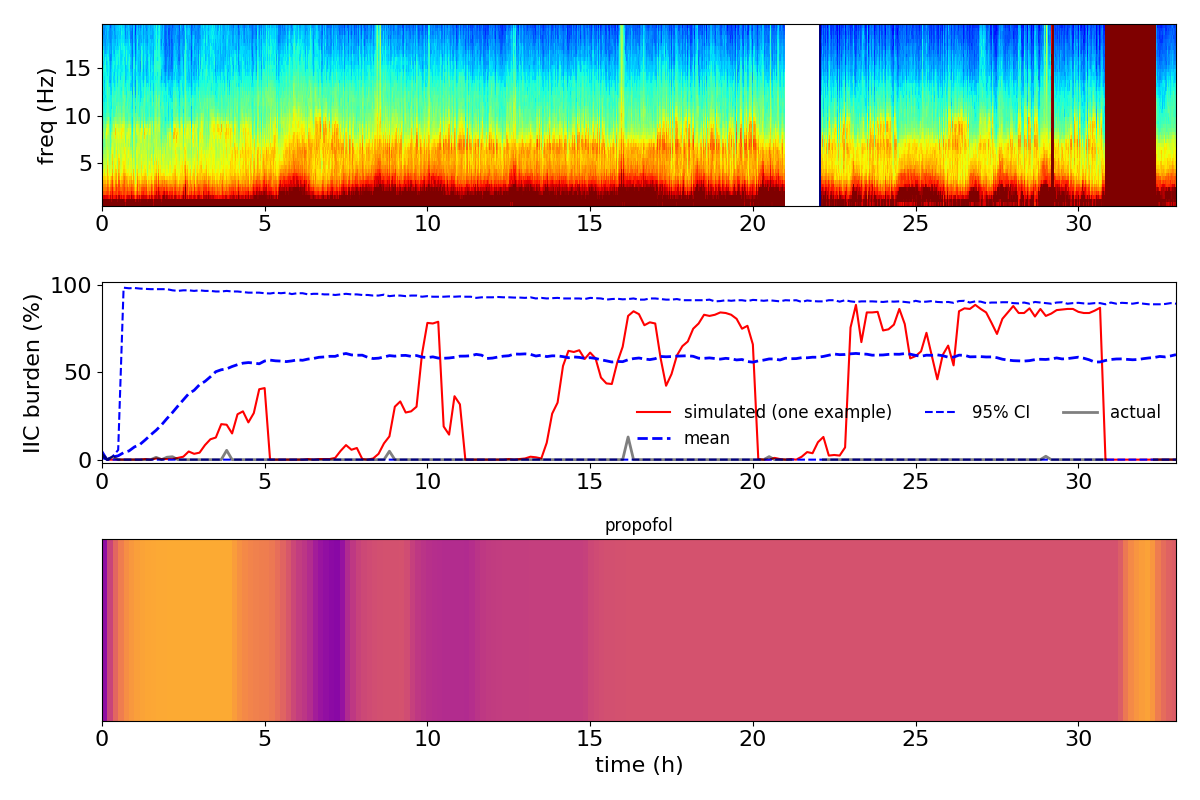 freq (Hz)
15
10
5
0 5 10 15 20 25 30
IIC burden (%)
100
50
0
simulated (one example) 95% CI actual
mean
0 5 10 15 20 25 30
propofol
0 5 10 15 20 25 30
time (h)